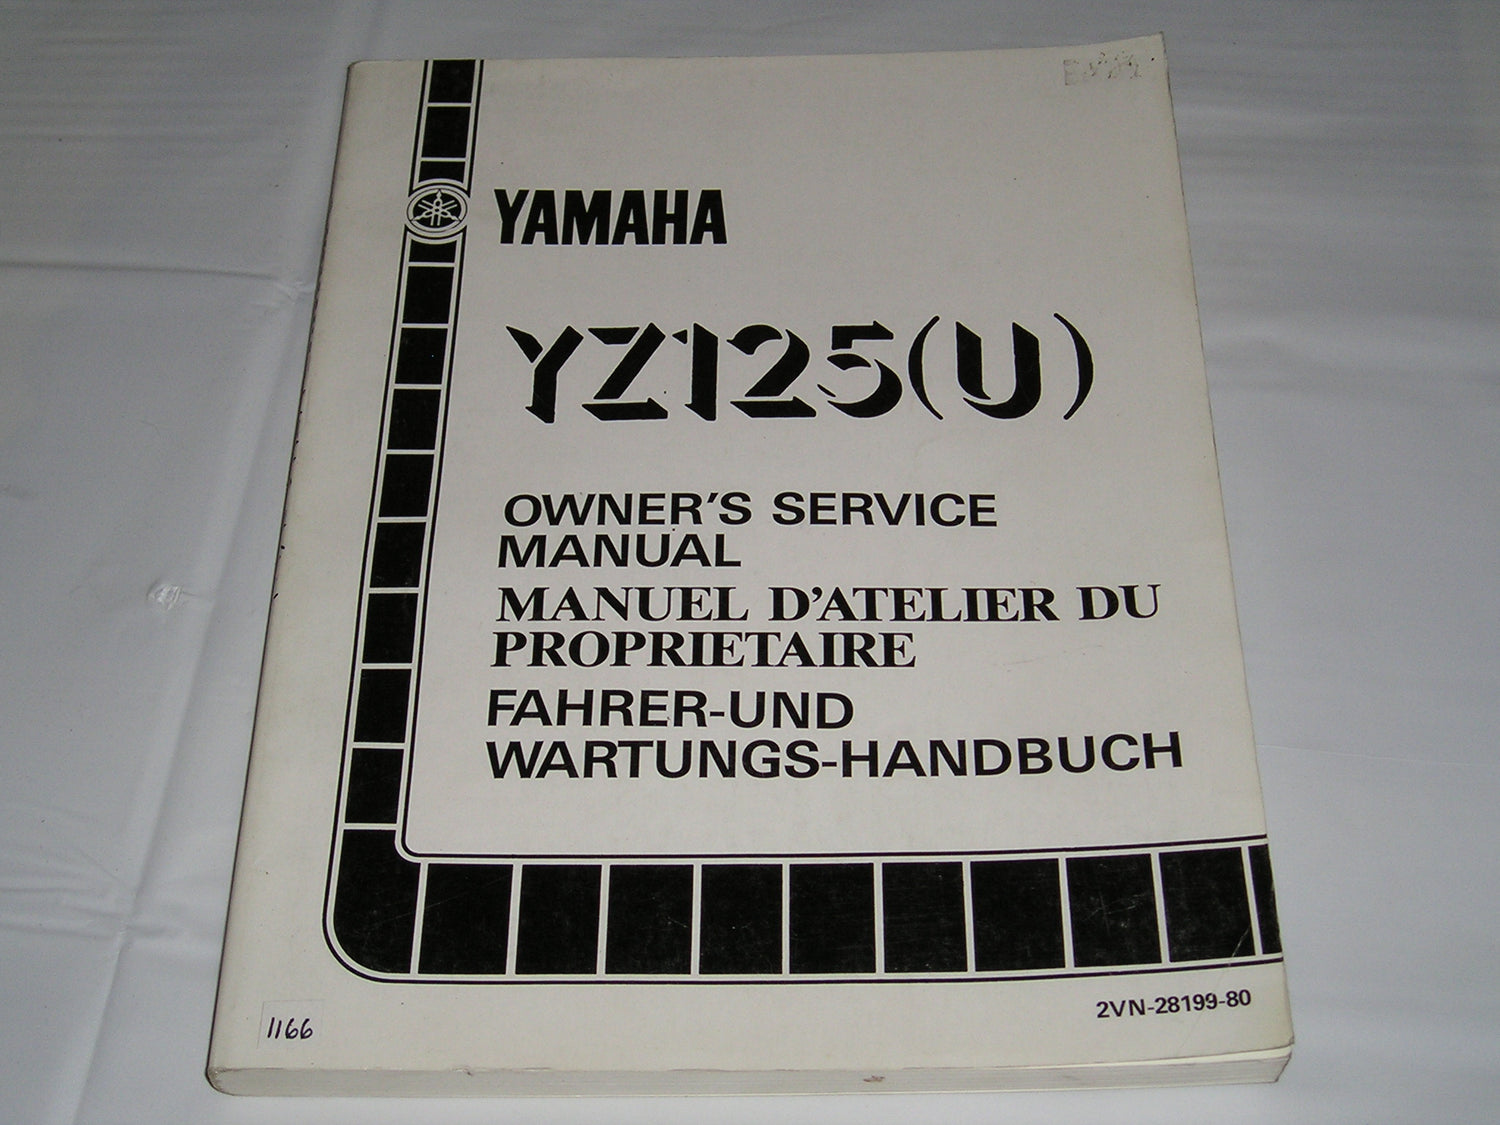 YAMAHA
YZ125(U)
OWNER'S SERVICE
MANUAL
MANUEL D'ATELIER DU
PROPRIETAIRE
FAHRER-UND
WARTUNGS-HANDBUCH
2VN-28199-80
1166